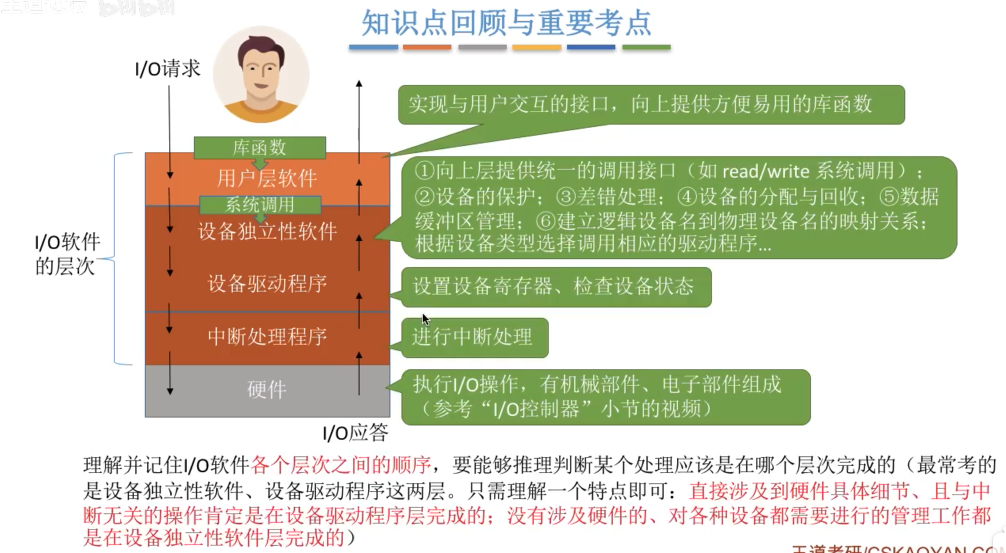 知识点回顾与重要考点
I/O请求
实现与用户交互的接口，向上提供方便易用的库函数
库函数
用户层软件
系统调用
①向上层提供统一的调用接口（如 read/write 系统调用）；
②设备的保护；③差错处理；④设备的分配与回收；⑤数据
缓冲区管理；⑥建立逻辑设备名到物理设备名的映射关系；
根据设备类型选择调用相应的驱动程序...
设备独立性软件
I/O软件
的层次
设备驱动程序
设置设备寄存器、检查设备状态
中断处理程序
进行中断处理
硬件
执行I/O操作，有机械部件、电子部件组成
（参考“I/O控制器”小节的视频）
I/O应答
理解并记住I/O软件各个层次之间的顺序，要能够推理判断某个处理应该是在哪个层次完成的（最常考的
是设备独立性软件、设备驱动程序这两层。只需理解一个特点即可：直接涉及到硬件具体细节、且与中
断无关的操作肯定是在设备驱动程序层完成的；没有涉及硬件的、对各种设备都需要进行的管理工作都
是在设备独立性软件层完成的）
王道考研/CSKAOYAN.COM